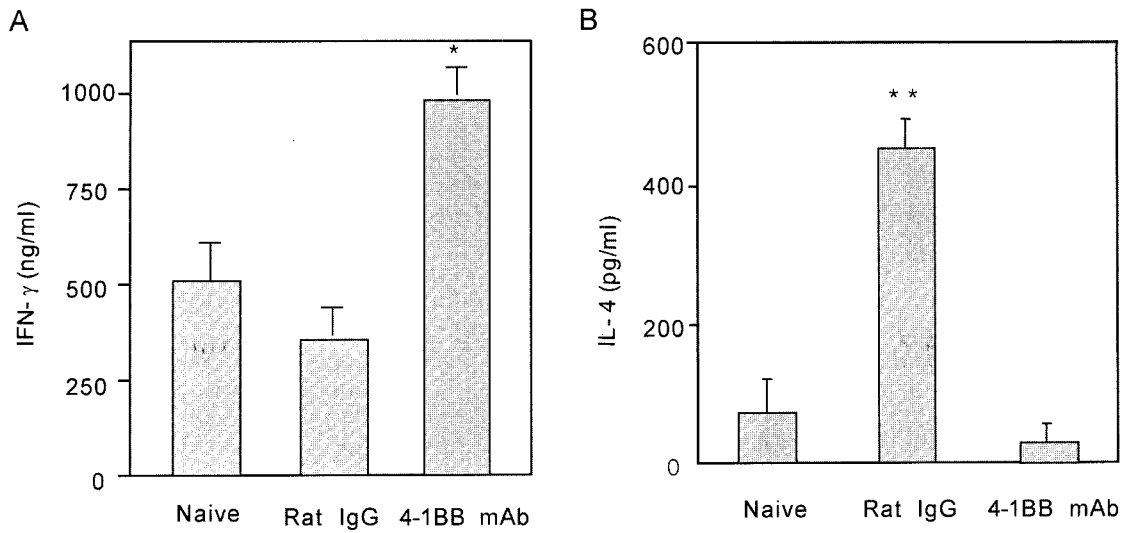 A
IFN- γ (ng/ml)
1000
750
500
250
0
*
Naive
Rat IgG
4-1BB mAb
B
IL- 4 (pg/ml)
600
400
200
0
* *
Naive
Rat IgG
4-1BB mAb